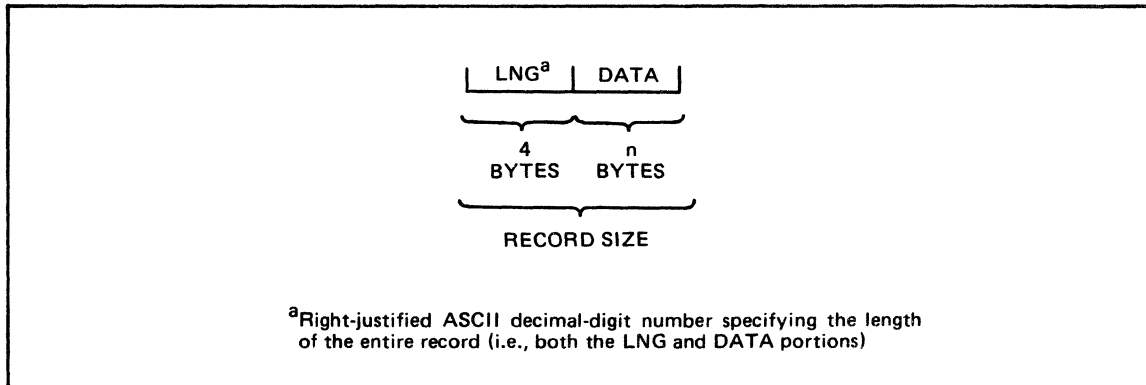 LNGa DATA
4 n
BYTES BYTES
RECORD SIZE
aRight-justified ASCII decimal-digit number specifying the length
of the entire record (i.e., both the LNG and DATA portions)